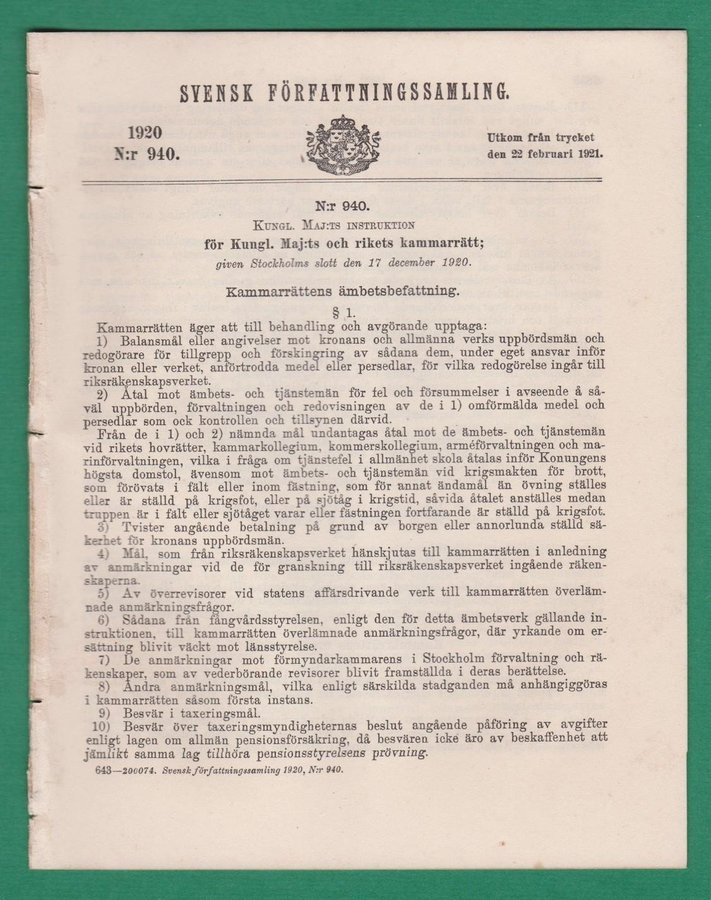 SVENSK FÖRFATTNINGSSAMLING.
1920
N:r 940.
Utkom från trycket
den 22 februari 1921.
N:r 940.
KUNGL. MAJ:TS INSTRUKTION
för Kungl. Maj:ts och rikets kammarrätt;
given Stockholms slott den 17 december 1920.
Kammarrättens ämbetsbefattning.
§ 1.
Kammarrätten äger att till behandling och avgörande upptaga:
1) Balansmål eller angivelser mot kronans och allmänna verks uppbördsmän och
redogörare för tillgrepp och förskingring av sådana dem, under eget ansvar inför
kronan eller verket, anförtrodda medel eller persedlar, för vilka redogörelse ingår till
riksräkenskapsverket.
2) Åtal mot ämbets- och tjänstemän för fel och försummelser i avseende å så-
väl uppbörden, förvaltningen och redovisningen av de i 1) omförmälda medel och
persedlar som ock kontrollen och tillsynen därvid.
Från de i 1) och 2) nämnda mål undantagas åtal mot de ämbets- och tjänstemän
vid rikets hovrätter, kammarkollegium, kommerskollegium, arméförvaltningen och ma-
rinförvaltningen, vilka i fråga om tjänstefel i allmänhet skola åtalas inför Konungens
högsta domstol, ävensom mot ämbets- och tjänstemän vid krigsmakten för brott,
som förövats i fält eller inom fästning, som för annat ändamål än övning ställes
eller är ställd på krigsfot, eller på sjötåg i krigstid, såvida åtalet anställes medan
truppen är i fält eller sjötåget varar eller fästningen fortfarande är ställd på krigsfot.
3) Tvister angående betalning på grund av borgen eller annorlunda ställd sä-
kerhet för kronans uppbördsmän.
4) Mål, som från riksräkenskapsverket hänskjutas till kammarrätten i anledning
av anmärkningar vid de för granskning till riksräkenskapsverket ingående räken-
skaperna.
5) Av överrevisorer vid statens affärsdrivande verk till kammarrätten överläm-
nade anmärkningsfrågor.
6) Sådana från fångvårdsstyrelsen, enligt den för detta ämbetsverk gällande in-
struktionen, till kammarrätten överlämnade anmärkningsfrågor, där yrkande om er-
sättning blivit väckt mot länsstyrelse.
7) De anmärkningar mot förmyndarkammarens i Stockholm förvaltning och rä-
kenskaper, som av vederbörande revisorer blivit framställda i deras berättelse.
8) Andra anmärkningsmål, vilka enligt särskilda stadganden må anhängiggöras
i kammarrätten såsom första instans.
9) Besvär i taxeringsmål.
10) Besvär över taxeringsmyndigheternas beslut angående påföring av avgifter
enligt lagen om allmän pensionsförsäkring, då besvären icke äro av beskaffenhet att
jämlikt samma lag tillhöra pensionsstyrelsens prövning.
643—200074. Svensk författningssamling 1920, N:r 940.